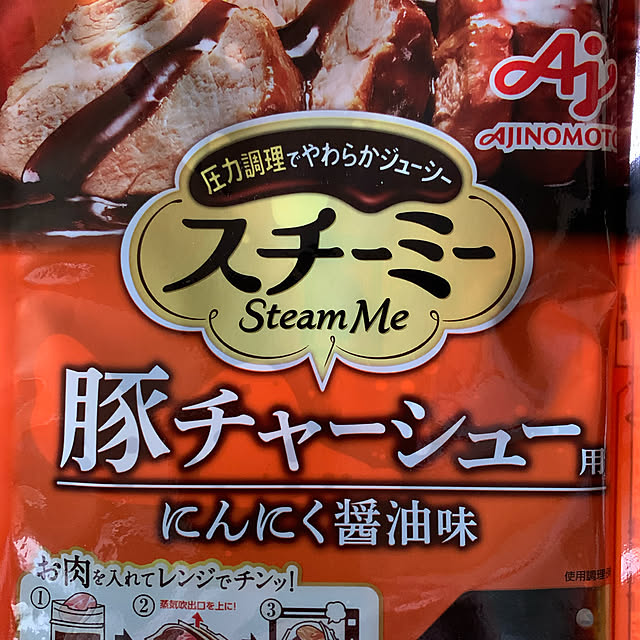 Aj
AJINOMOTO
圧力調理でやわらかジューシー
スチーミー
Steam Me
豚チャーシュー用
にんにく醤油味
お肉を入れてレンジでチンッ!
使用調理例
① ② 蒸気吹出口を上に! ③